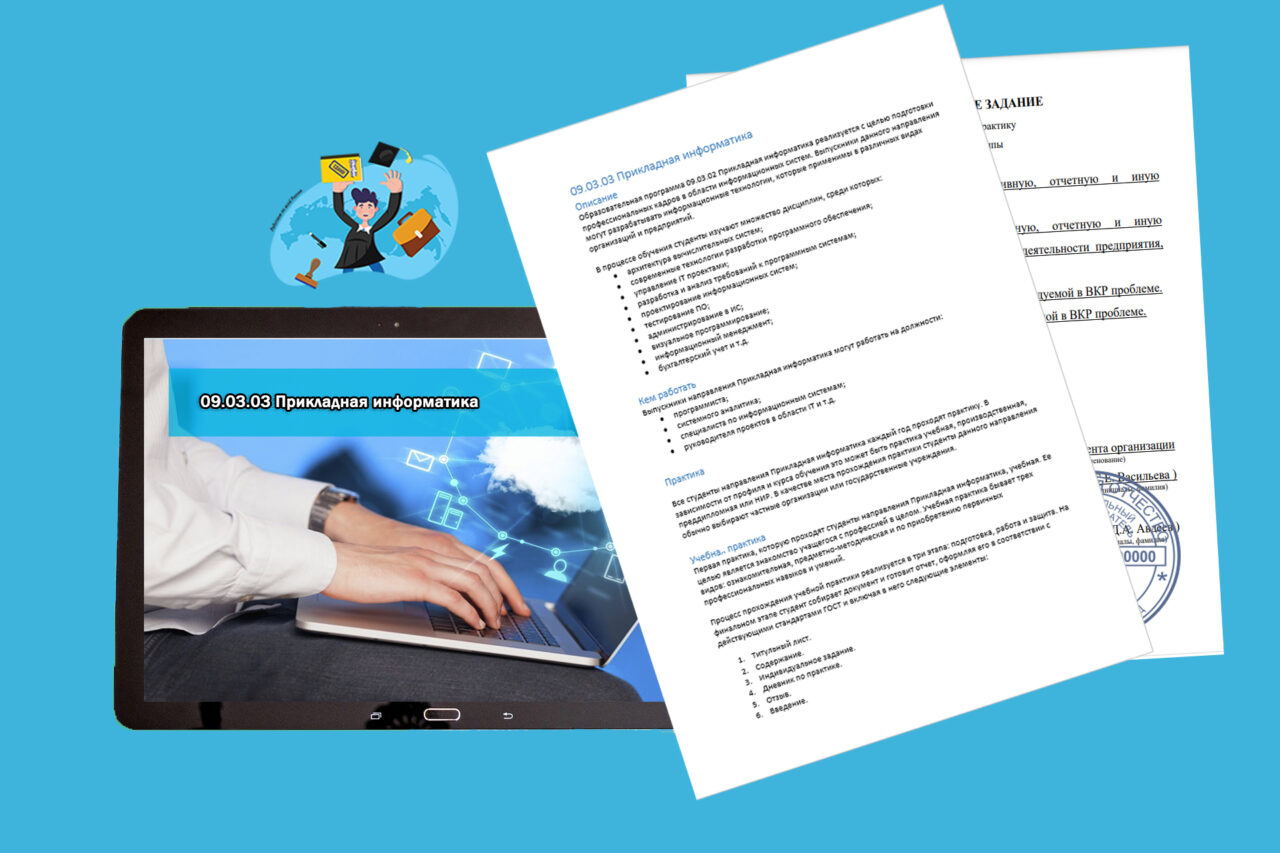 09.03.03 Прикладная информатика
09.03.03 Прикладная информатика
Описание
Образовательная программа 09.03.02 Прикладная информатика реализуется с целью подготовки
профессиональных кадров в области информационных систем. Выпускники данного направления
могут разрабатывать информационные технологии, которые применимы в различных видах
организаций и предприятий.
В процессе обучения студенты изучают множество дисциплин, среди которых:
• архитектура вычислительных систем;
• современные технологии разработки программного обеспечения;
• управление IT проектами;
• разработка и анализ требований к программным системам;
• проектирование информационных систем;
• тестирование ПО;
• администрирование в ИС;
• визуальное программирование;
• информационный менеджмент;
• бухгалтерский учет и т.д.
Кем работать
Выпускники направления Прикладная информатика могут работать на должности:
• программиста;
• системного аналитика;
• специалиста по информационным системам;
• руководителя проектов в области IT и т.д.
Практика
Все студенты направления Прикладная информатика каждый год проходят практику. В
зависимости от профиля и курса обучения это может быть практика учебная, производственная,
преддипломная или НИР. В качестве места прохождения практики студенты данного направления
обычно выбирают частные организации или государственные учреждения.
Учебна.. практика
Первая практика, которую проходят студенты направления Прикладная информатика, учебная. Ее
целью является знакомство учащегося с профессией в целом. Учебная практика бывает трех
видов: ознакомительная, предметно-методическая и по приобретению первичных
профессиональных навыков и умений.
Процесс прохождения учебной практики реализуется в три этапа: подготовка, работа и защита. На
финальном этапе студент собирает документ и готовит отчет, оформляя его в соответствии с
действующими стандартами ГОСТ и включая в него следующие элементы:
1. Титульный лист.
2. Содержание.
3. Индивидуальное задание.
4. Дневник по практике.
5. Отзыв.
6. Введение.
Е ЗАДАНИЕ
рактику
пы
ивную, отчетную и иную
ную, отчетную и иную
деятельности предприятия,
дуемой в ВКР проблеме.
ой в ВКР проблеме.
ента организации
енование)
Е. Васильева )
фамилия)
Д.А. Авдеев )
лы, фамилия)
0000